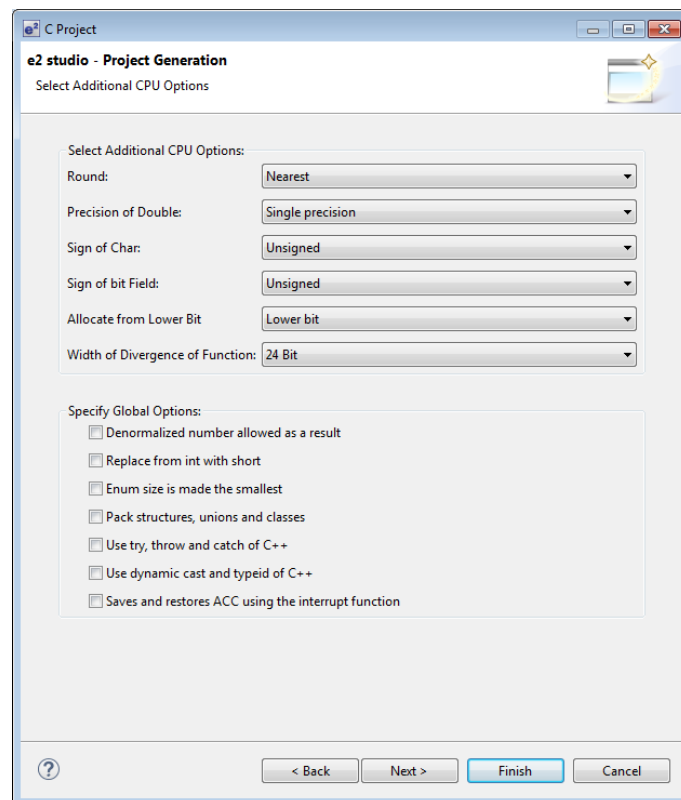 e² C Project
e2 studio - Project Generation
Select Additional CPU Options
Select Additional CPU Options:
Round: Nearest
Precision of Double: Single precision
Sign of Char: Unsigned
Sign of bit Field: Unsigned
Allocate from Lower Bit Lower bit
Width of Divergence of Function: 24 Bit
Specify Global Options:
Denormalized number allowed as a result
Replace from int with short
Enum size is made the smallest
Pack structures, unions and classes
Use try, throw and catch of C++
Use dynamic cast and typeid of C++
Saves and restores ACC using the interrupt function
? < Back Next > Finish Cancel